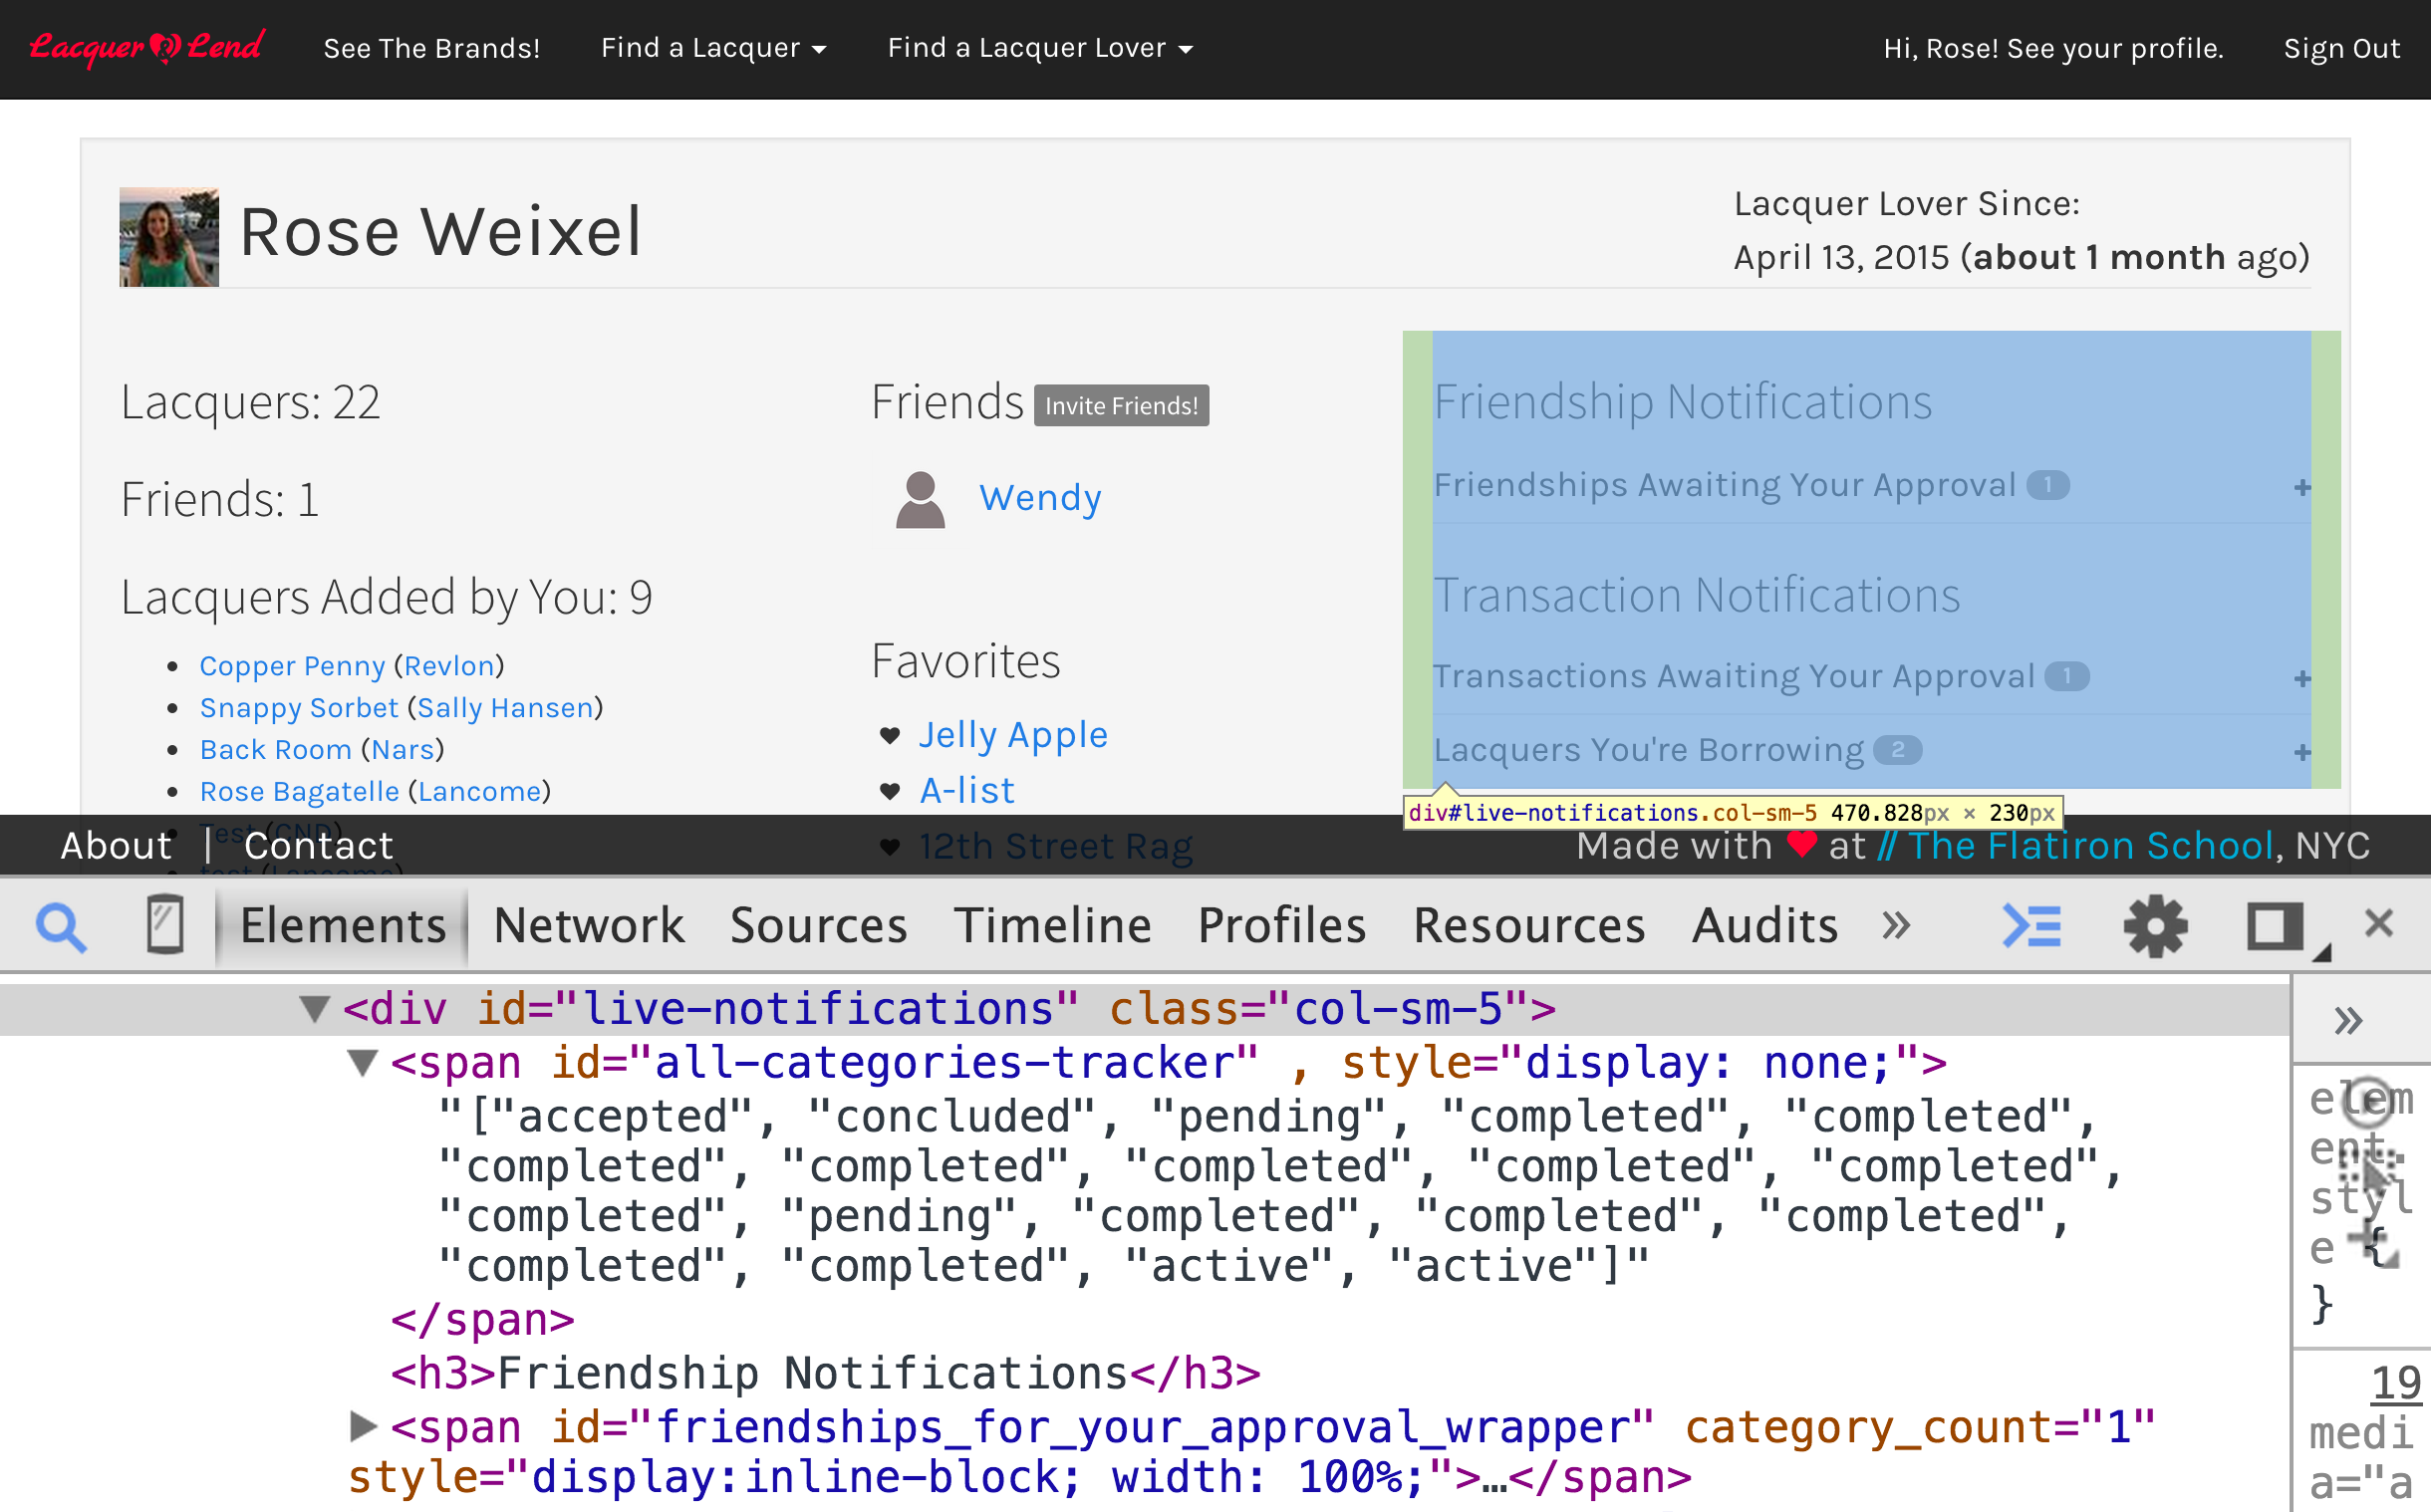 Lacquer & Lend
See The Brands!
Find a Lacquer
Find a Lacquer Lover
Hi, Rose! See your profile.
Sign Out
Rose Weixel
Lacquer Lover Since:
April 13, 2015 (about 1 month ago)
Lacquers: 22
Friends: 1
Lacquers Added by You: 9
Copper Penny (Revlon)
Snappy Sorbet (Sally Hansen)
Back Room (Nars)
Rose Bagatelle (Lancome)
Test (CND)
test (Lancome)
Friends Invite Friends!
Wendy
Favorites
Jelly Apple
A-list
12th Street Rag
Friendship Notifications
Friendships Awaiting Your Approval 1 +
Transaction Notifications
Transactions Awaiting Your Approval 1 +
Lacquers You're Borrowing 2 +
div#live-notifications.col-sm-5 470.828px × 230px
About | Contact
Made with ❤ at // The Flatiron School, NYC
Elements Network Sources Timeline Profiles Resources Audits »
<div id="live-notifications" class="col-sm-5">
<span id="all-categories-tracker" , style="display: none;">
"["accepted", "concluded", "pending", "completed", "completed",
"completed", "completed", "completed", "completed", "completed",
"completed", "pending", "completed", "completed", "completed",
"completed", "completed", "active", "active"]"
</span>
<h3>Friendship Notifications</h3>
<span id="friendships_for_your_approval_wrapper" category_count="1"
style="display:inline-block; width: 100%;">…</span>
»
elem
ent.
styl
e {
}
19
medi
a="a